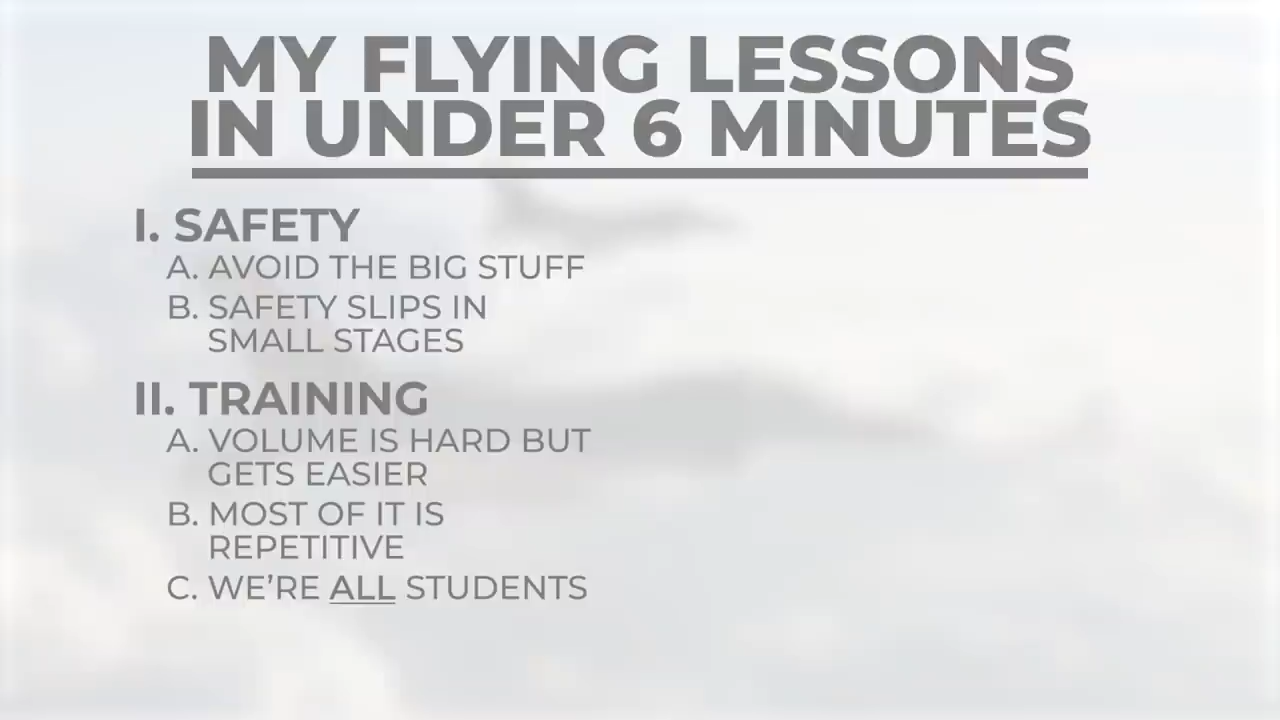 MY FLYING LESSONS
IN UNDER 6 MINUTES
I. SAFETY
A. AVOID THE BIG STUFF
B. SAFETY SLIPS IN
SMALL STAGES
II. TRAINING
A. VOLUME IS HARD BUT
GETS EASIER
B. MOST OF IT IS
REPETITIVE
C. WE’RE ALL STUDENTS